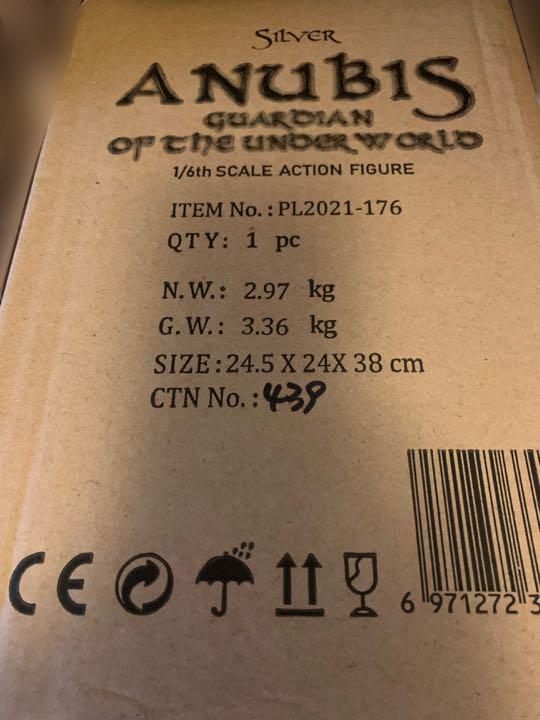 SILVER
ANUBIS
GUARDIAN
OF THE UNDERWORLD
1/6th SCALE ACTION FIGURE
ITEM No.: PL2021-176
QTY: 1 pc
N.W.: 2.97 kg
G.W.: 3.36 kg
SIZE: 24.5 X 24X 38 cm
CTN No.: 439
CE
6 971272 3